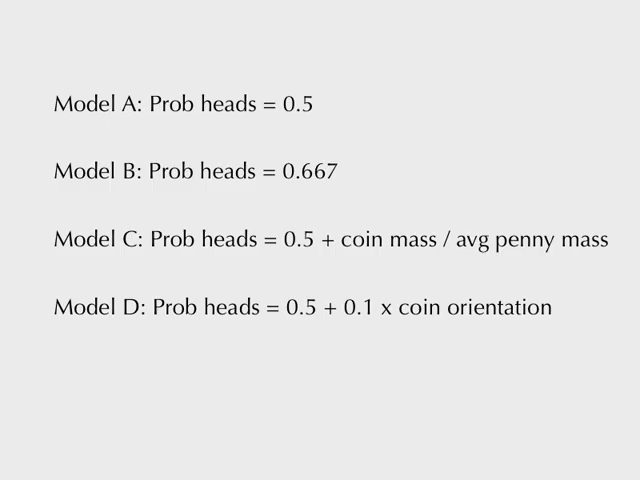 Model A: Prob heads = 0.5
Model B: Prob heads = 0.667
Model C: Prob heads = 0.5 + coin mass / avg penny mass
Model D: Prob heads = 0.5 + 0.1 x coin orientation